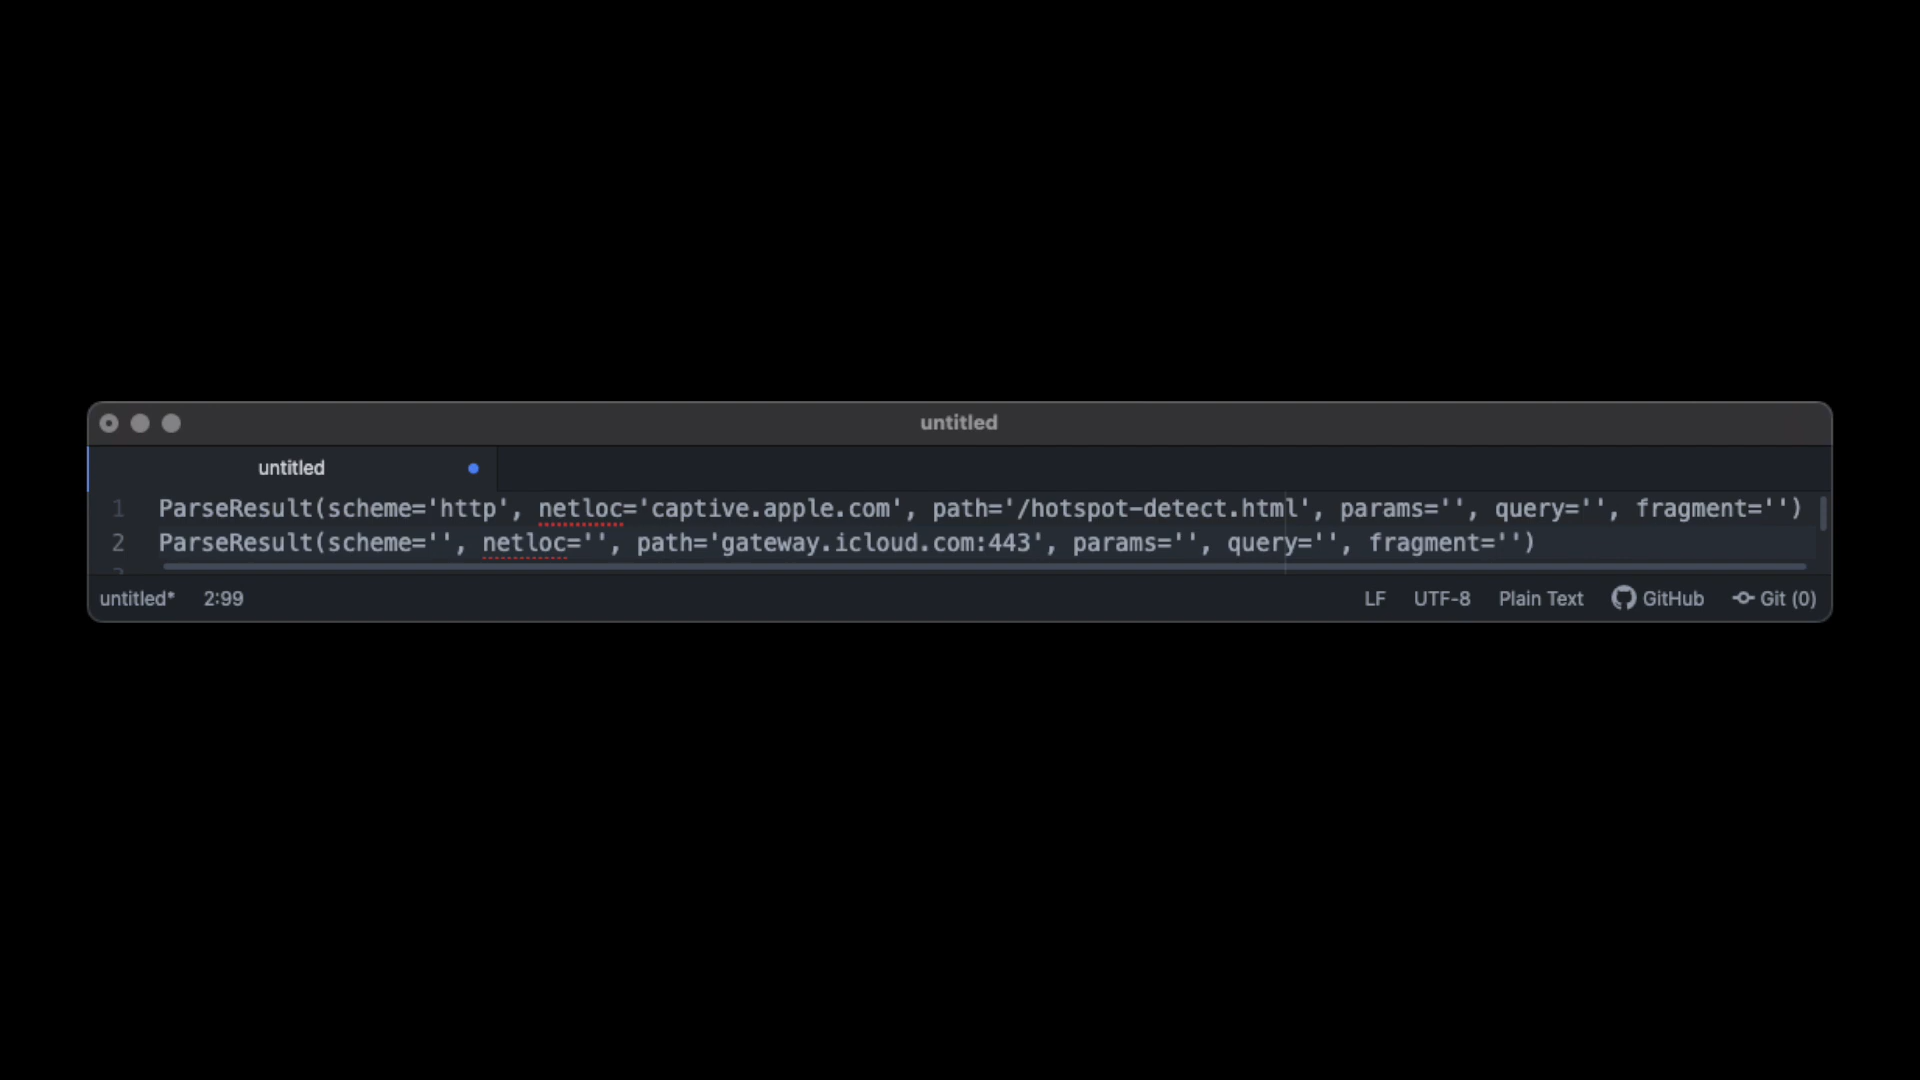 untitled
untitled
1 ParseResult(scheme='http', netloc='captive.apple.com', path='/hotspot-detect.html', params='', query='', fragment='')
2 ParseResult(scheme='', netloc='', path='gateway.icloud.com:443', params='', query='', fragment='')
untitled* 2:99 LF UTF-8 Plain Text GitHub Git (0)